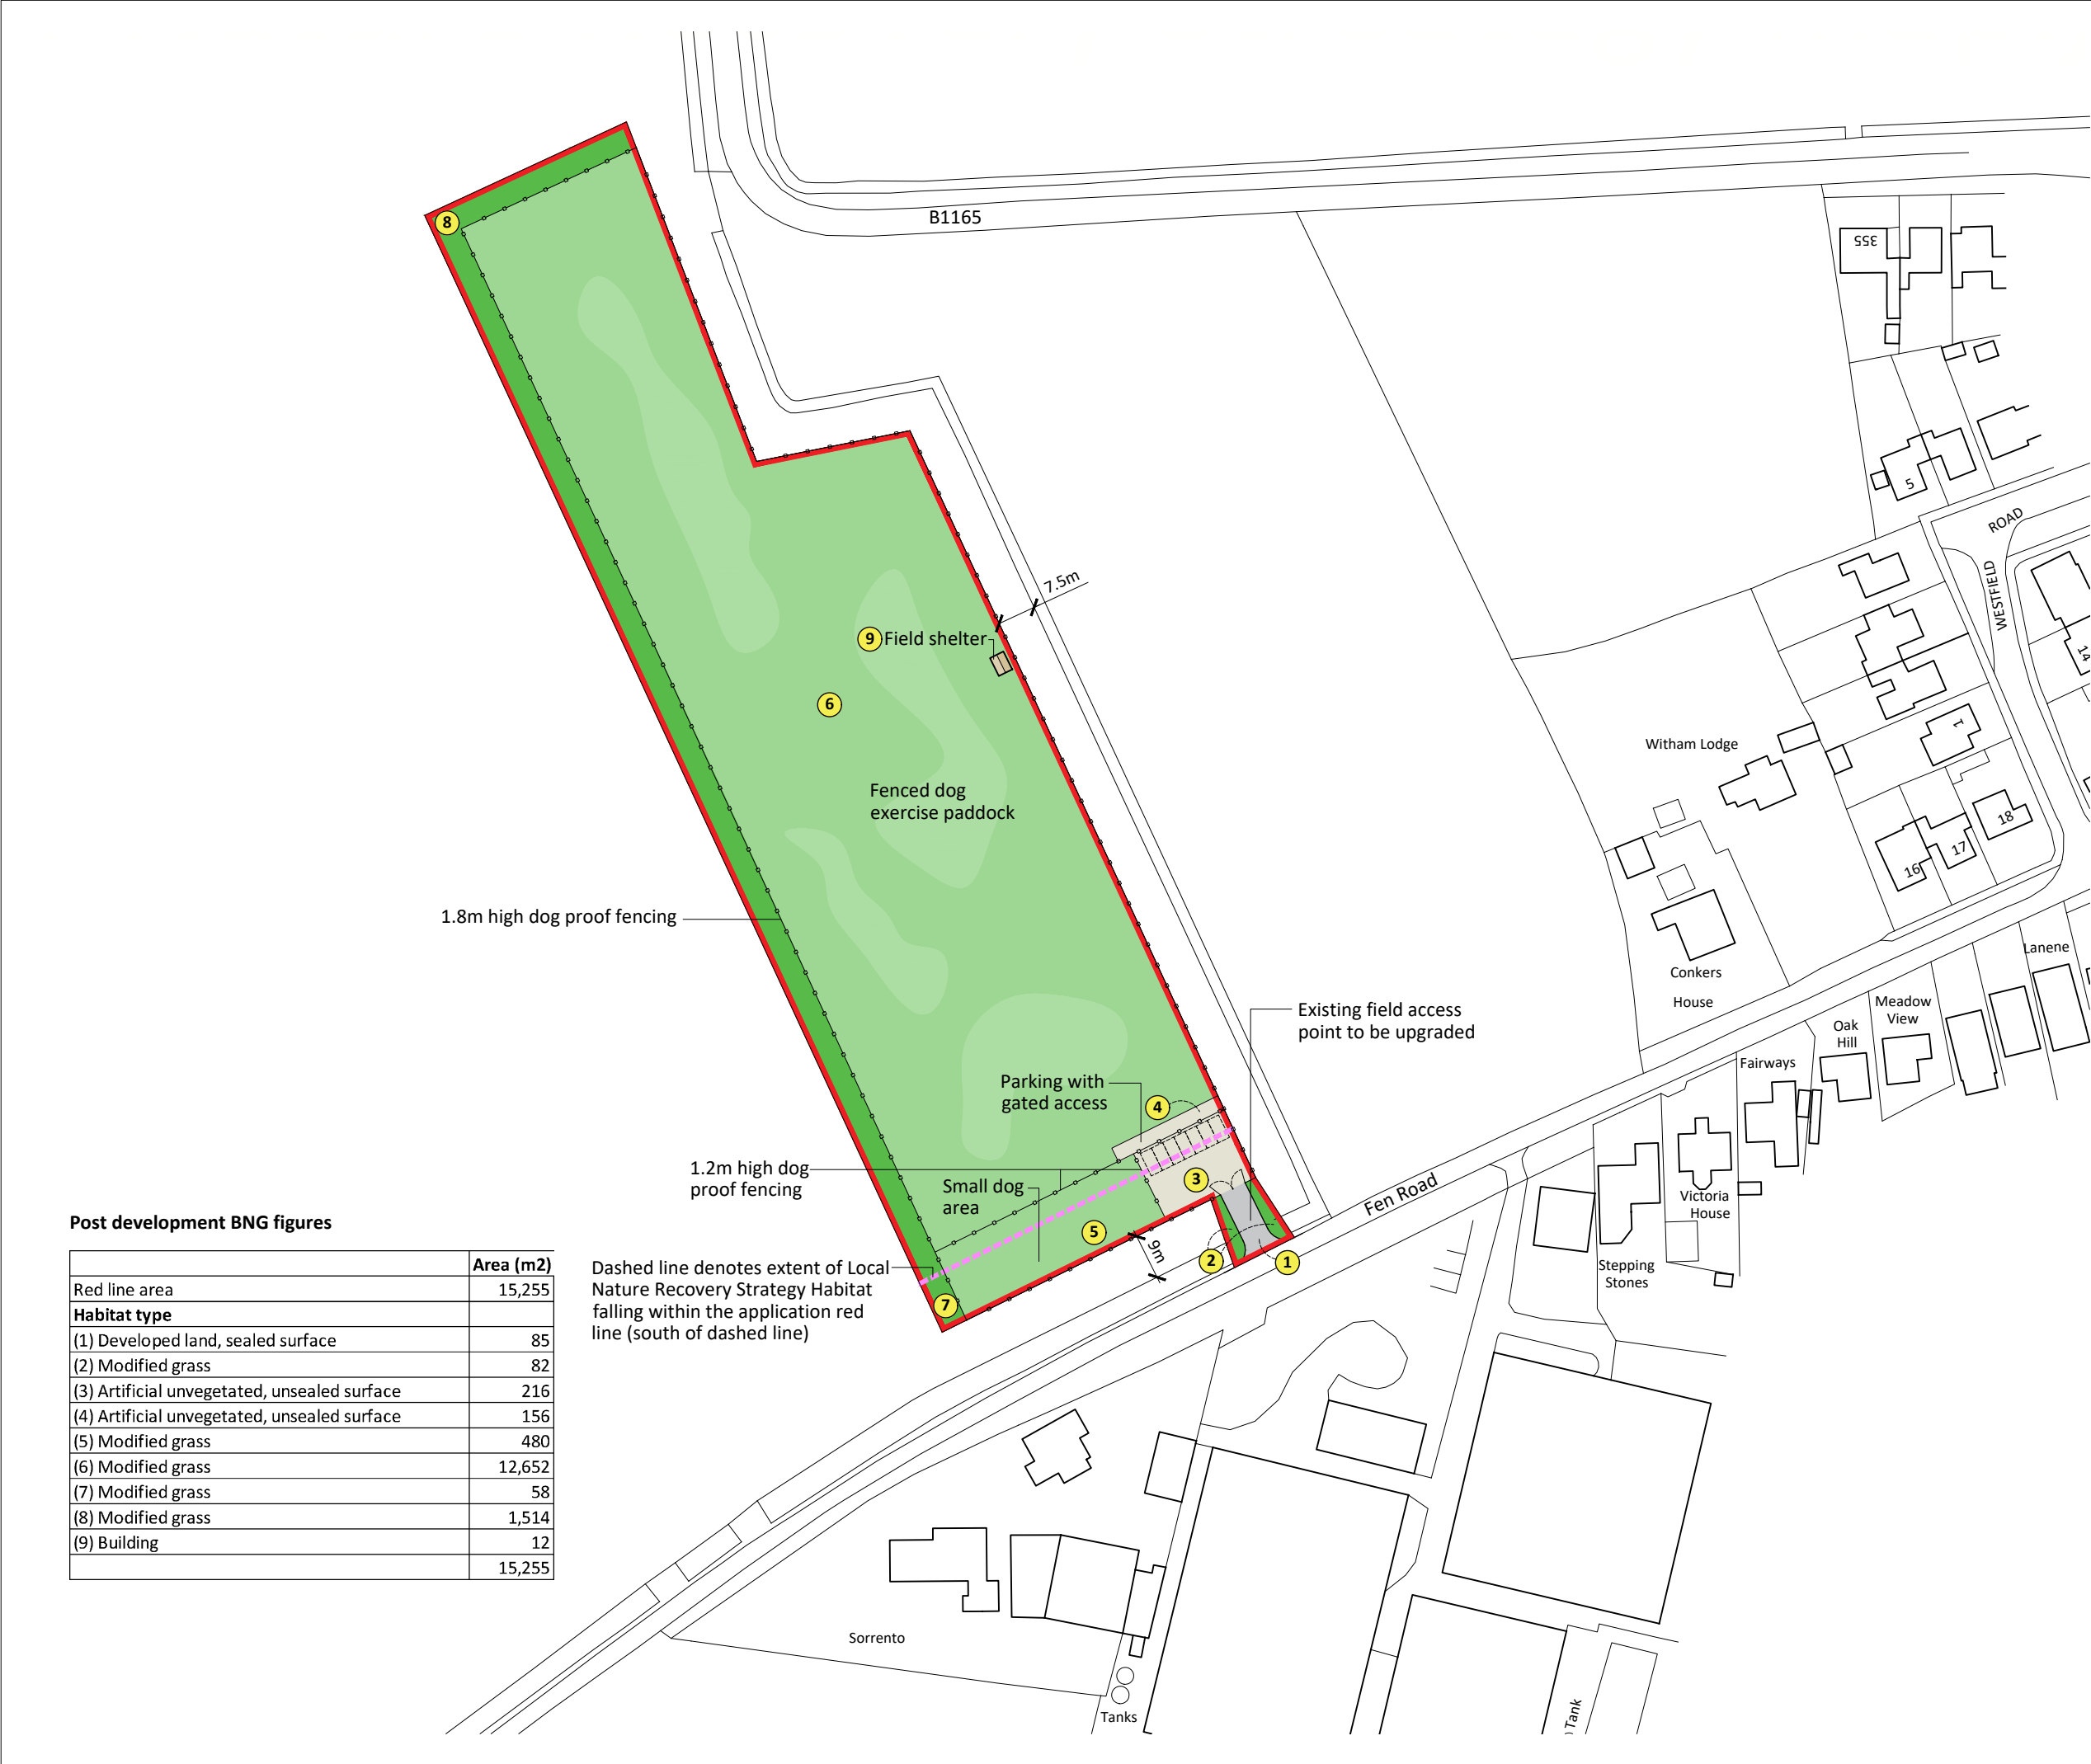 B1165
355
5
ROAD
WESTFIELD
14
7.5m
8
9 Field shelter
6
Witham Lodge
1
Fenced dog
exercise paddock
18
17
16
1.8m high dog proof fencing
Lanene
Conkers
House
Meadow
View
Oak
Hill
Fairways
Existing field access
point to be upgraded
Parking with
gated access
4
1.2m high dog
proof fencing
3
Small dog
area
Fen Road
Victoria
House
5
9m
2
1
Stepping
Stones
Dashed line denotes extent of Local
Nature Recovery Strategy Habitat
falling within the application red
line (south of dashed line)
7
Post development BNG figures
Area (m2)
Red line area 15,255
Habitat type
(1) Developed land, sealed surface 85
(2) Modified grass 82
(3) Artificial unvegetated, unsealed surface 216
(4) Artificial unvegetated, unsealed surface 156
(5) Modified grass 480
(6) Modified grass 12,652
(7) Modified grass 58
(8) Modified grass 1,514
(9) Building 12
15,255
Sorrento
Tanks
Tank